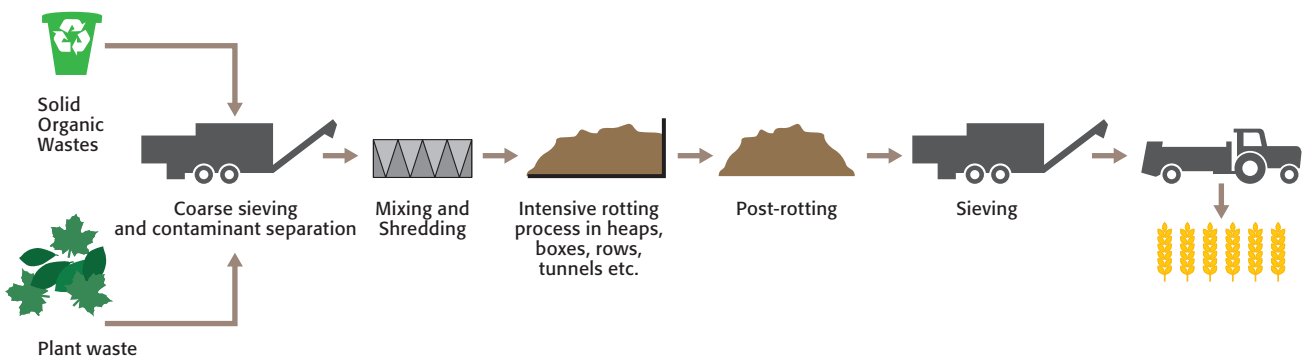 Solid
Organic
Wastes
Coarse sieving
and contaminant separation
Mixing and
Shredding
Intensive rotting
process in heaps,
boxes, rows,
tunnels etc.
Post-rotting
Sieving
Plant waste